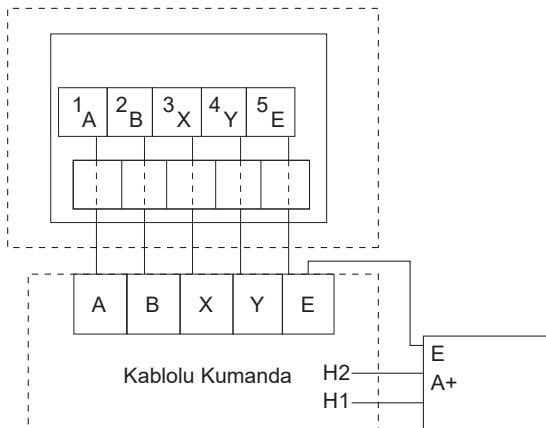 1A 2B 3X 4Y 5E
A B X Y E
E
Kablolu Kumanda H2 A+
H1